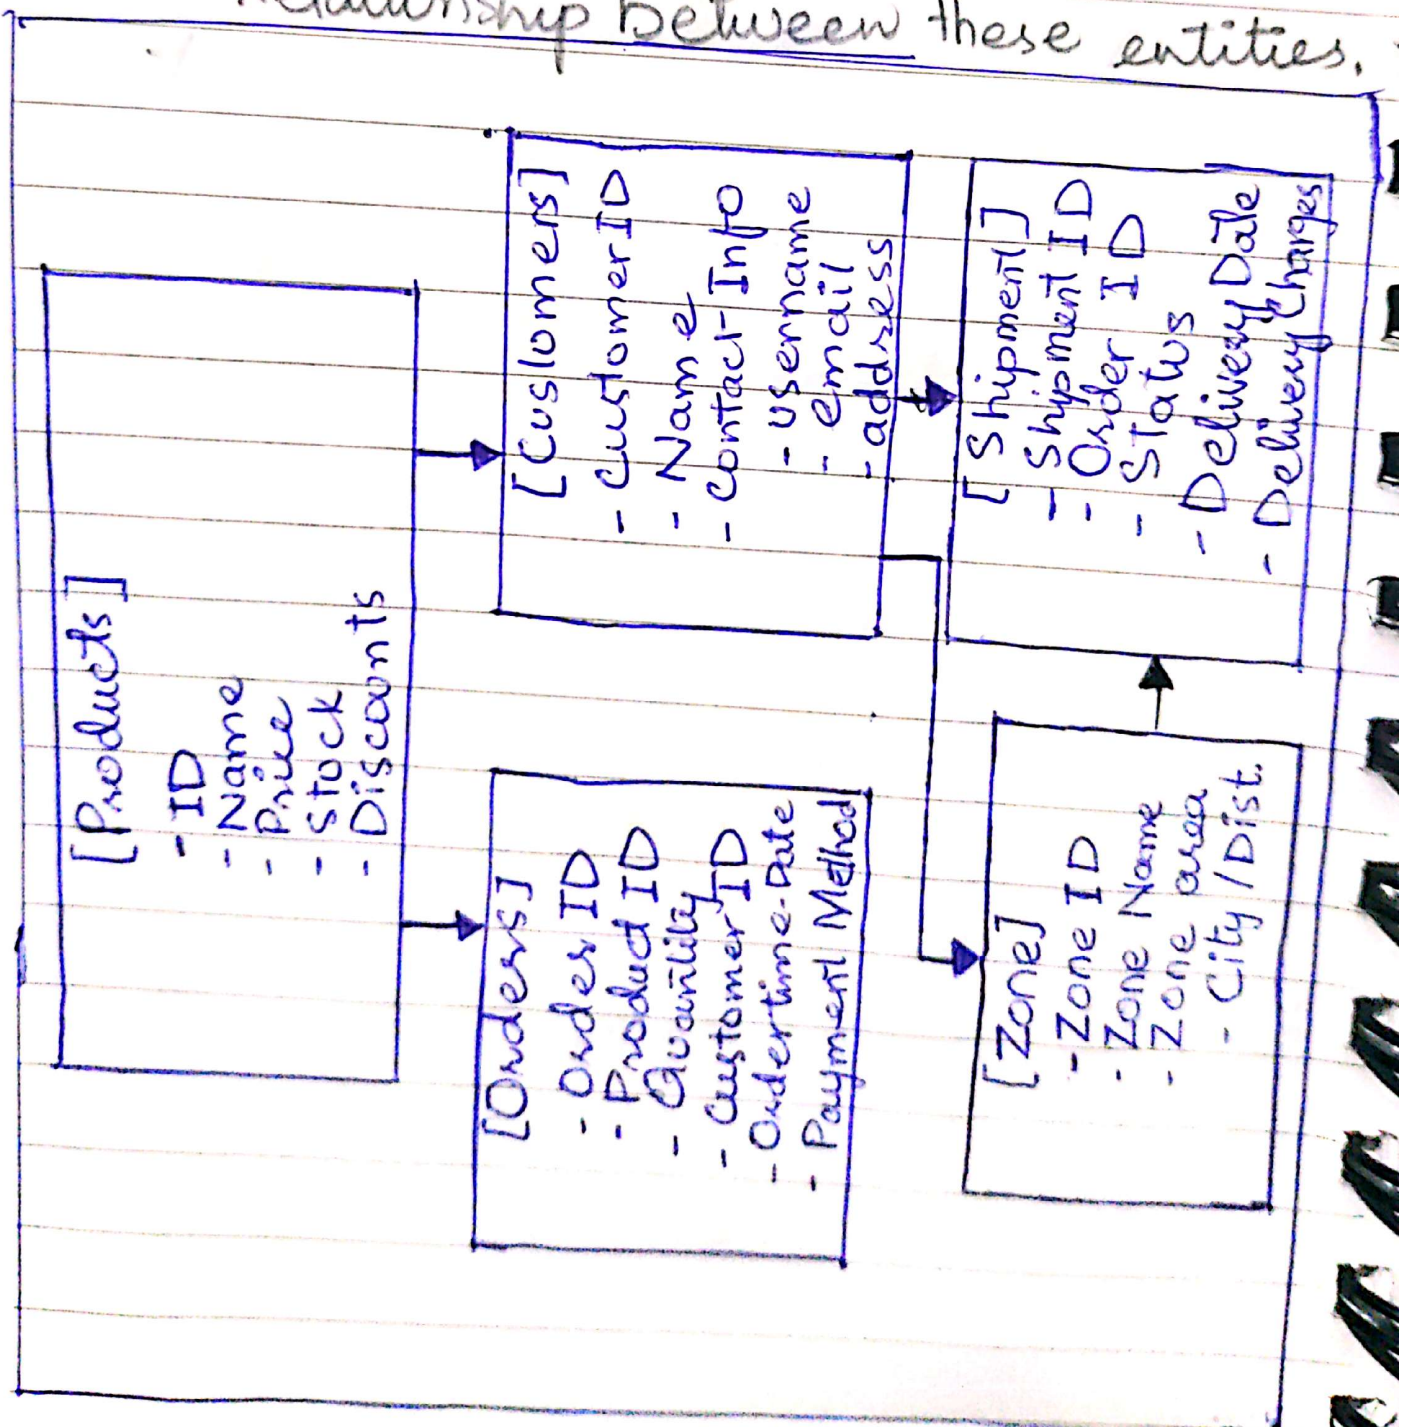 Relationship between these entities.
[Products]
- ID
- Name
- Price
- Stock
- Discounts
[Customers]
- Customer ID
- Name
- Contact Info
- username
- email
- address
[Orders]
- Order ID
- Product ID
- Quantity
- Customer ID
- Ordertime-Date
- Payment Method
[Shipment]
- Shipment ID
- Order ID
- Status
- Delivery Date
- Delivery Charges
[Zone]
- Zone ID
- Zone Name
- Zone area
- City/Dist.